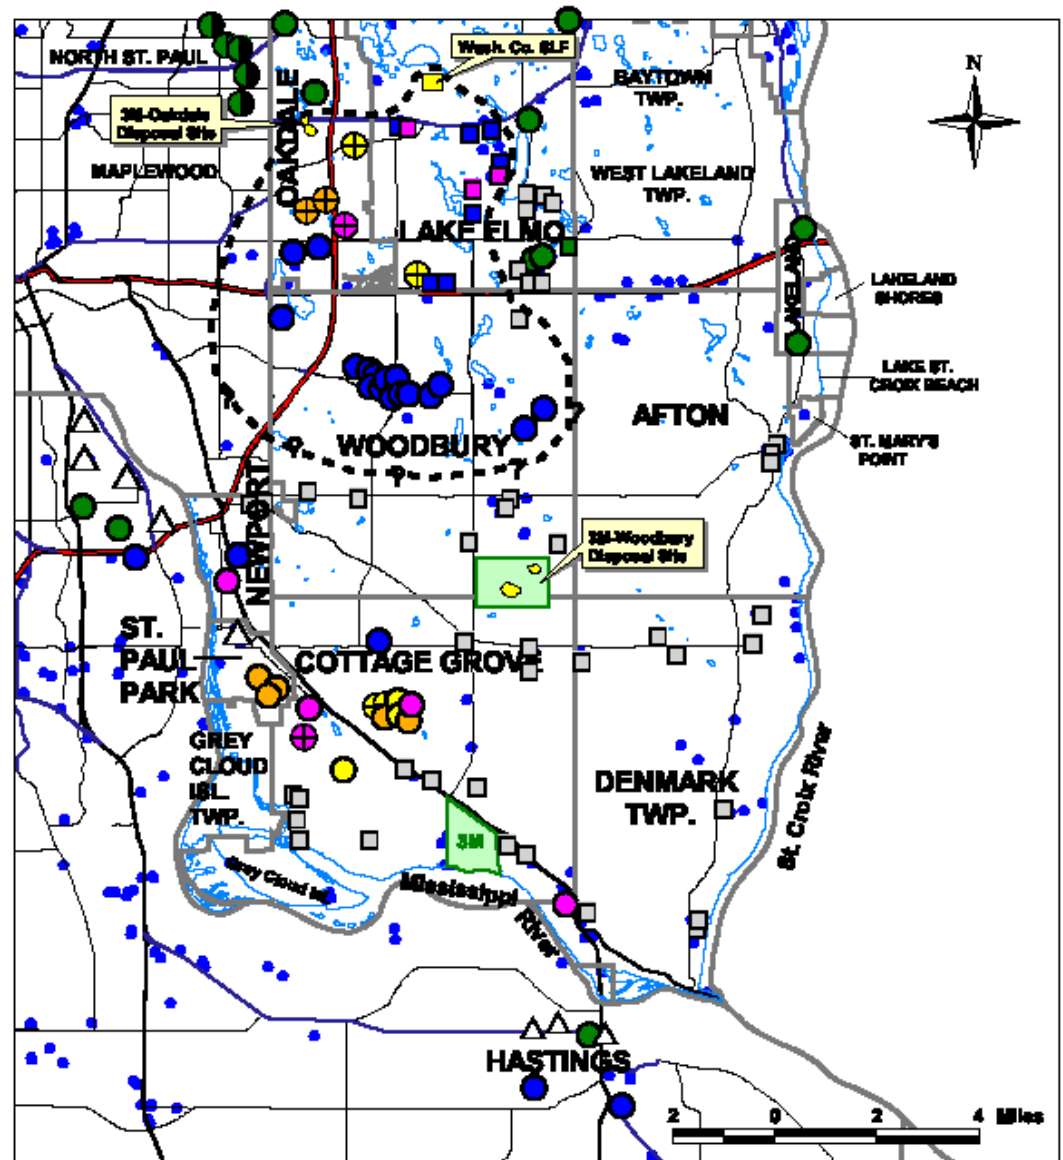 Wash. Co. SLF
NORTH ST. PAUL
BAYTOWN
TWP.
N
3M-Oakdale
Disposal Site
OAKDALE
MAPLEWOOD
WEST LAKELAND
TWP.
LAKE ELMO
LAKELAND
LAKELAND
SHORES
LAKE ST.
CROIX BEACH
AFTON
?
?
?
?
?
WOODBURY
ST. MARY'S
POINT
NEWPORT
3M-Woodbury
Disposal Site
ST.
PAUL
PARK
COTTAGE GROVE
GREY
CLOUD
ISL.
TWP.
DENMARK
TWP.
St. Croix River
3M
Grey Cloud Isl.
Mississippi
River
HASTINGS
2 0 2 4 Miles